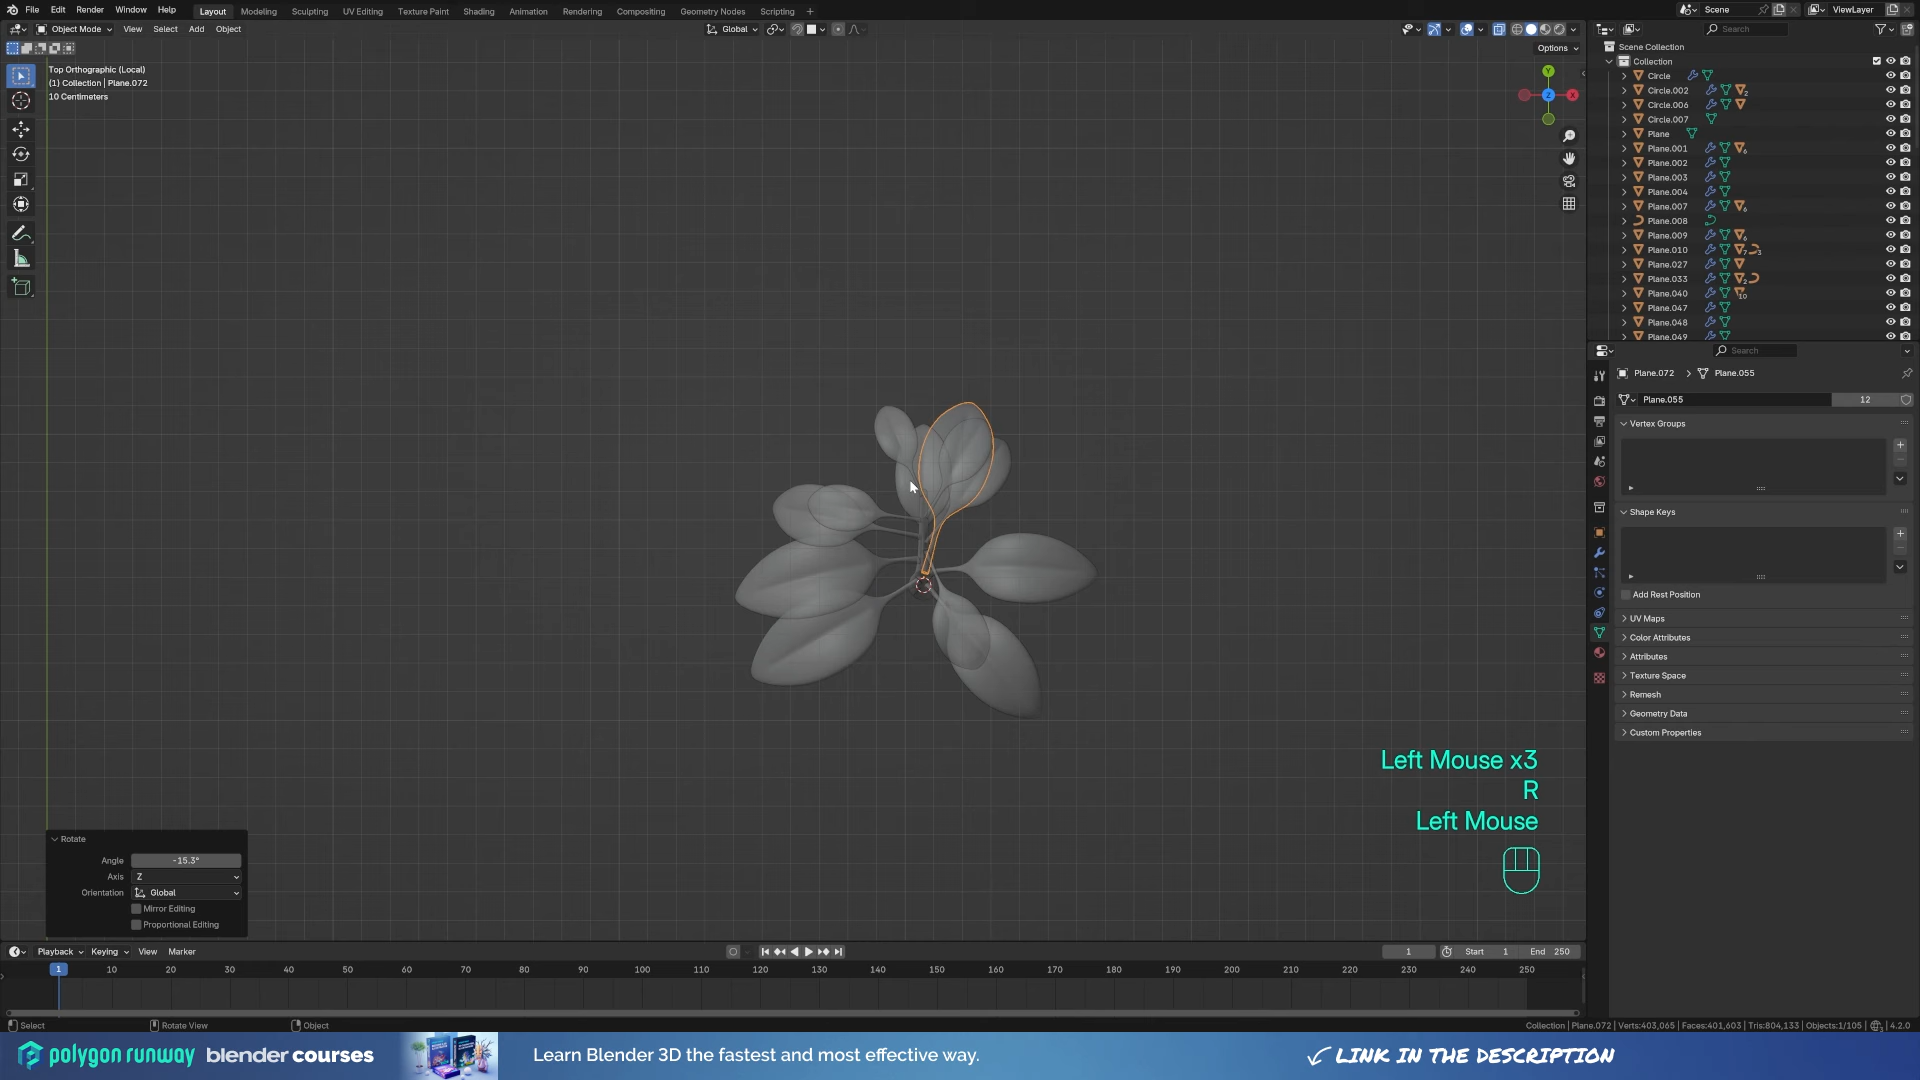 File Edit Render Window Help Layout Modeling Sculpting UV Editing Texture Paint Shading Animation Rendering Compositing Geometry Nodes Scripting + Scene ViewLayer
Object Mode View Select Add Object Global Search
Options
Top Orthographic (Local)
(1) Collection | Plane.072
10 Centimeters
Y
Z
X
Scene Collection
Collection
Circle
Circle.002 2
Circle.006
Circle.007
Plane
Plane.001 6
Plane.002
Plane.003
Plane.004
Plane.007 6
Plane.008
Plane.009 6
Plane.010 7 3
Plane.027
Plane.033 2
Plane.040 10
Plane.047
Plane.048
Plane.049
Search
Plane.072 > Plane.055
Plane.055 12
Vertex Groups
Shape Keys
Add Rest Position
UV Maps
Color Attributes
Attributes
Texture Space
Remesh
Geometry Data
Custom Properties
Left Mouse x3
R
Left Mouse
Rotate
Angle -15.3°
Axis Z
Orientation Global
Mirror Editing
Proportional Editing
Playback Keying View Marker 1 Start 1 End 250
1 10 20 30 40 50 60 70 80 90 100 110 120 130 140 150 160 170 180 190 200 210 220 230 240 250
Select Rotate View Object Collection | Plane.072 | Verts:403,065 | Faces:401,603 | Tris:804,133 | Objects:1/105 | 4.2.0
polygon runway blender courses Learn Blender 3D the fastest and most effective way. LINK IN THE DESCRIPTION